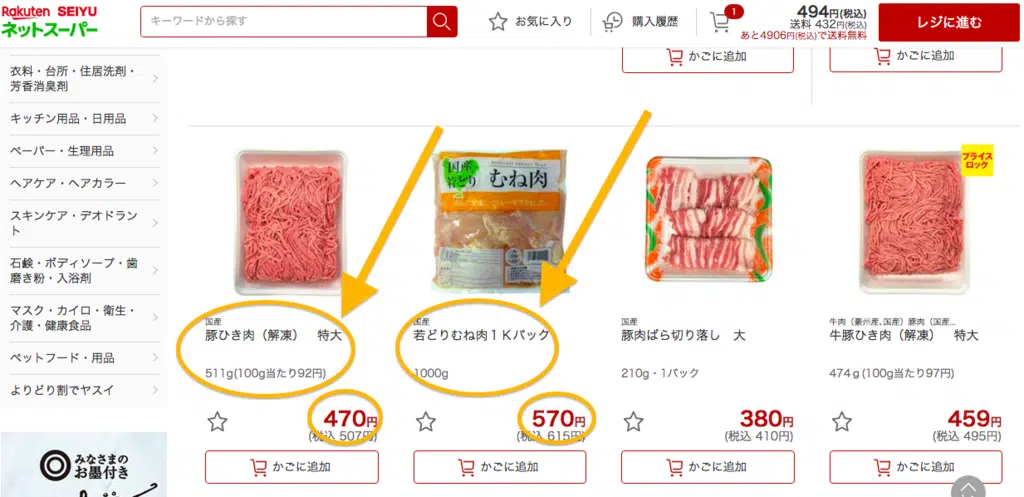 Rakuten SEIYU
ネットスーパー
キーワードから探す
お気に入り
購入履歴
1
494円(税込)
送料 432円(税込)
あと4906円(税込)で送料無料
レジに進む
衣料・台所・住居洗剤・
芳香消臭剤
キッチン用品・日用品
ペーパー・生理用品
ヘアケア・ヘアカラー
スキンケア・デオドラン
ト
石鹸・ボディソープ・歯
磨き粉・入浴剤
マスク・カイロ・衛生・
介護・健康食品
ペットフード・用品
よりどり割でヤスイ
みなさまの
お墨付き
かごに追加
かごに追加
国産
豚ひき肉（解凍）　特大
511g(100g当たり92円)
470円
(税込 507円)
かごに追加
国産
若どり
むね肉
国産
若どりむね肉１Ｋパック
1000g
570円
(税込 615円)
かごに追加
国産
豚肉ばら切り落し　大
210g・1パック
380円
(税込 410円)
かごに追加
プライス
ロック
牛肉（豪州産､国産）豚肉（国産...
牛豚ひき肉（解凍）　特大
474ｇ(100g当たり97円)
459円
(税込 495円)
かごに追加